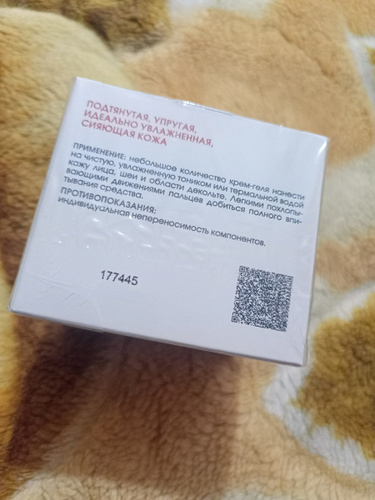 ПОДТЯНУТАЯ, УПРУГАЯ,
ИДЕАЛЬНО УВЛАЖНЕННАЯ,
СИЯЮЩАЯ КОЖА
ПРИМЕНЕНИЕ: небольшое количество крем-геля нанести
на чистую, увлажненную тоником или термальной водой
кожу лица, шеи и области декольте. Легкими похлопы-
вающими движениями пальцев добиться полного впи-
тывания средства.
ПРОТИВОПОКАЗАНИЯ:
индивидуальная непереносимость компонентов.
177445